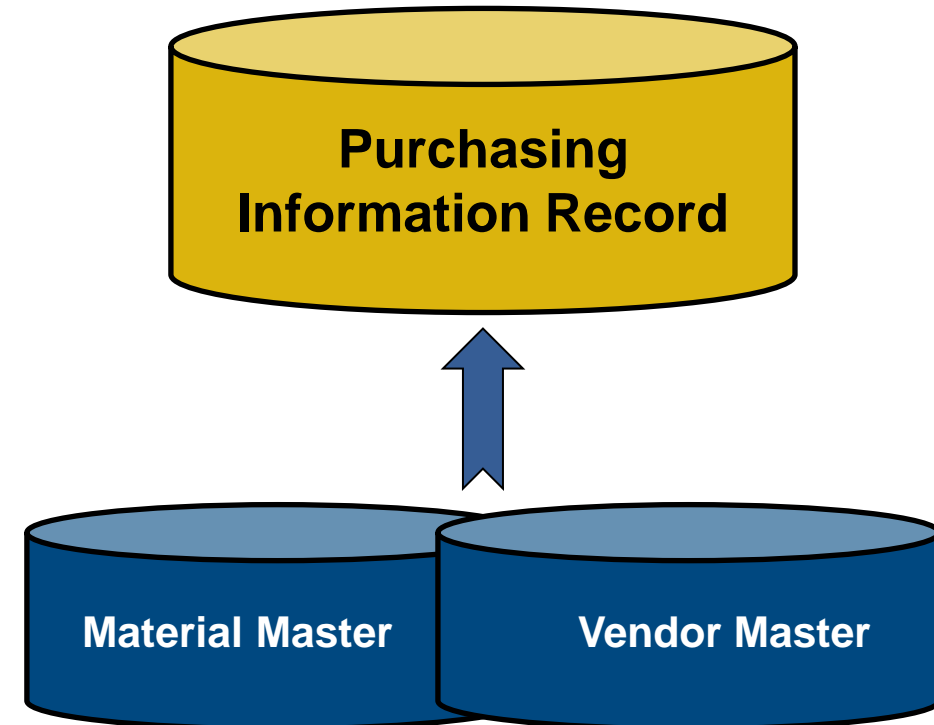 Purchasing
Information Record
Material Master
Vendor Master